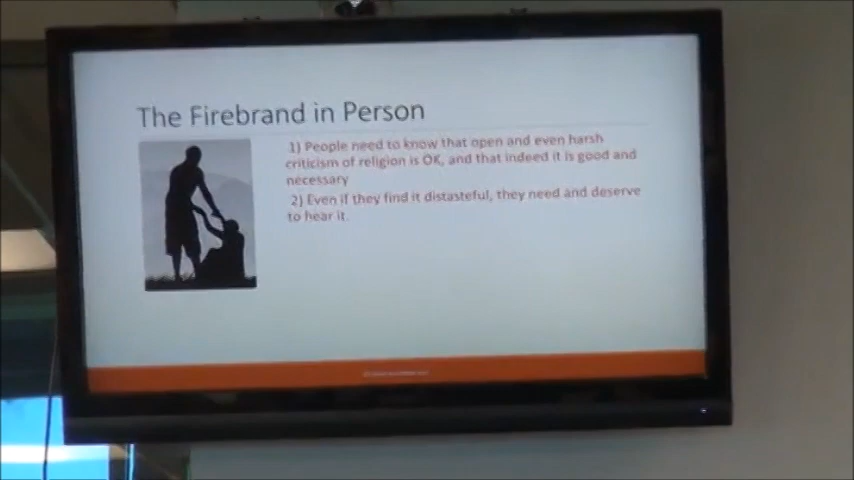 The Firebrand in Person
1) People need to know that open and even harsh
criticism of religion is OK, and that indeed it is good and
necessary
2) Even if they find it distasteful, they need and deserve
to hear it.